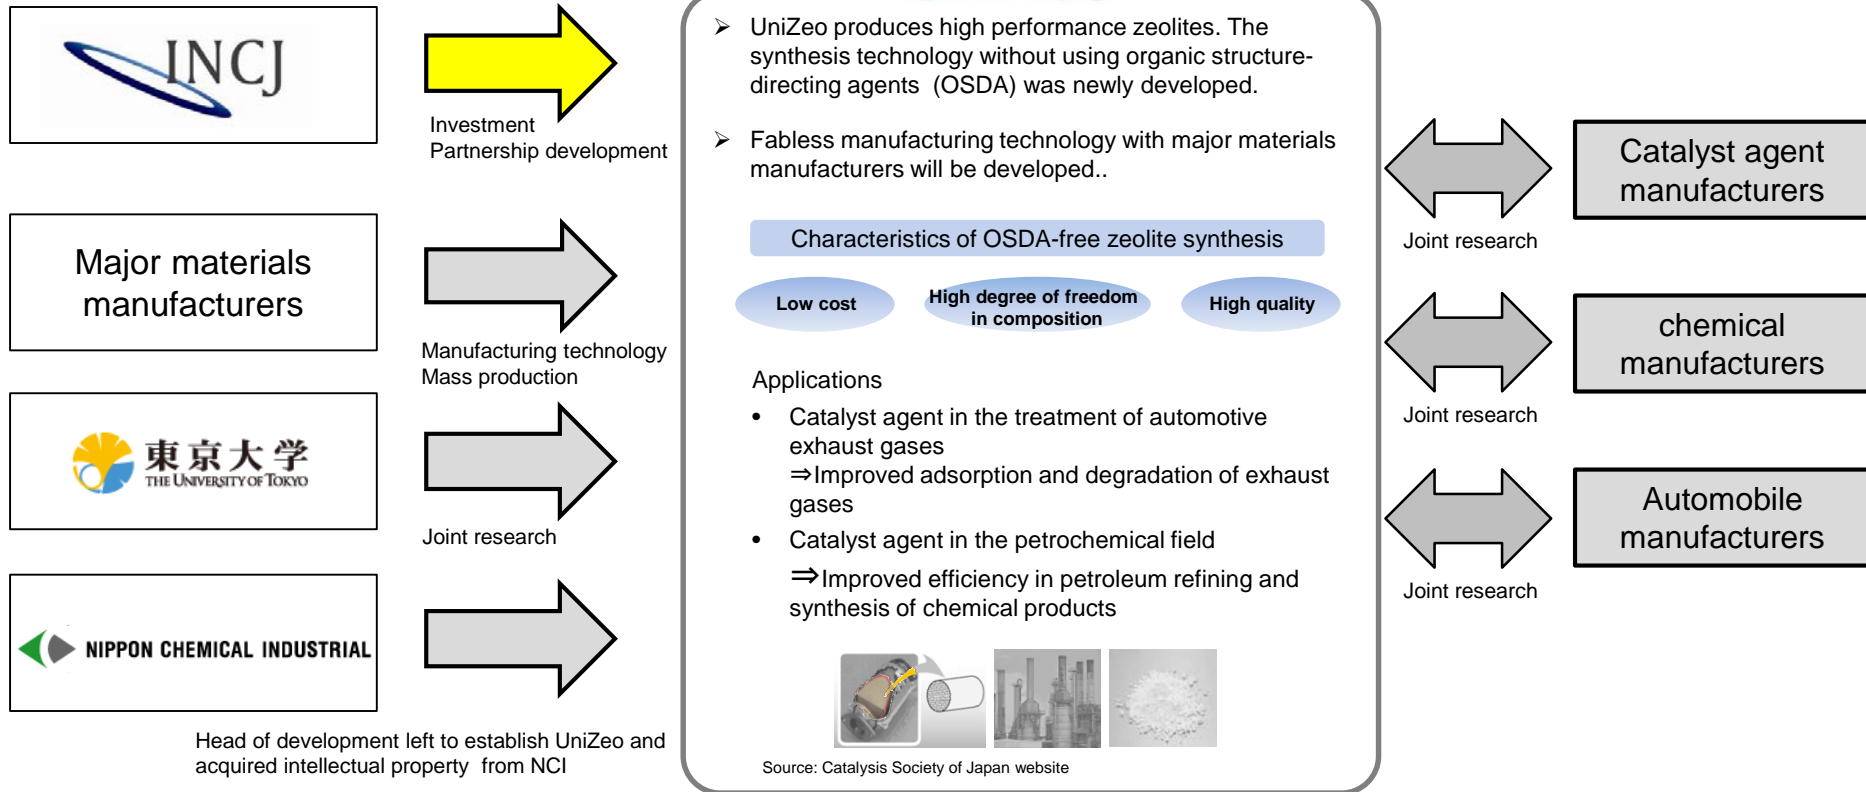 INCJ
Investment
Partnership development
Major materials
manufacturers
Manufacturing technology
Mass production
東京大学
THE UNIVERSITY OF TOKYO
Joint research
NIPPON CHEMICAL INDUSTRIAL
Head of development left to establish UniZeo and
acquired intellectual property from NCI
➢ UniZeo produces high performance zeolites. The
synthesis technology without using organic structure-
directing agents (OSDA) was newly developed.
➢ Fabless manufacturing technology with major materials
manufacturers will be developed..
Characteristics of OSDA-free zeolite synthesis
Low cost
High degree of freedom
in composition
High quality
Applications
• Catalyst agent in the treatment of automotive
exhaust gases
⇒Improved adsorption and degradation of exhaust
gases
• Catalyst agent in the petrochemical field
⇒Improved efficiency in petroleum refining and
synthesis of chemical products
Source: Catalysis Society of Japan website
Catalyst agent
manufacturers
Joint research
chemical
manufacturers
Joint research
Automobile
manufacturers
Joint research